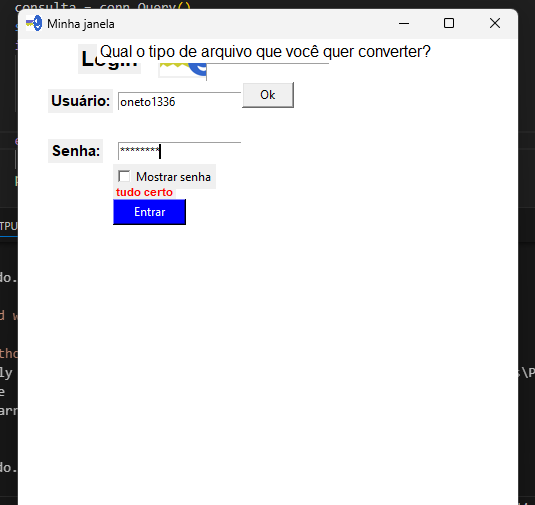 consulta = conn.Query()
Minha janela
Qual o tipo de arquivo que você quer converter?
Login
Usuário: oneto1336 Ok
Senha: ********
Mostrar senha
tudo certo
Entrar
TPU
do.
d w
tho
ly s\P
e
arn
do.